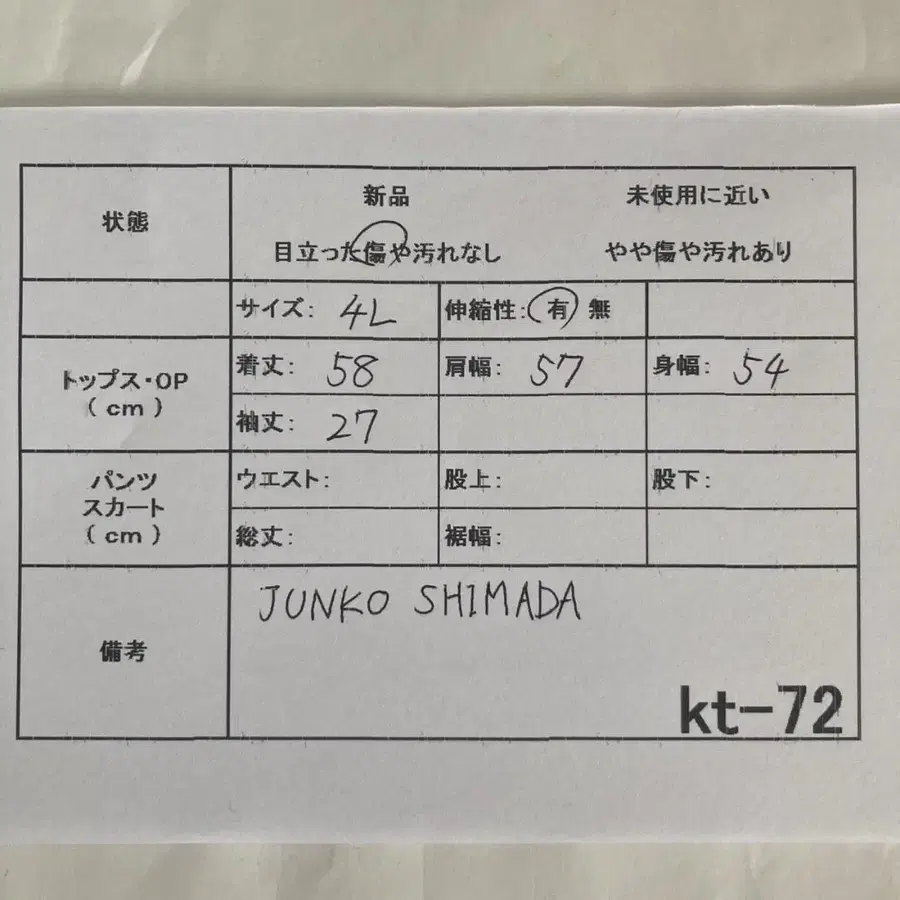 状態
新品 未使用に近い
目立った傷や汚れなし やや傷や汚れあり
サイズ: 4L 伸縮性: 有 無
トップス・OP
( cm )
着丈: 58 肩幅: 57 身幅: 54
袖丈: 27
パンツ
スカート
( cm )
ウエスト: 股上: 股下:
総丈: 裾幅:
備考
JUNKO SHIMADA
kt-72